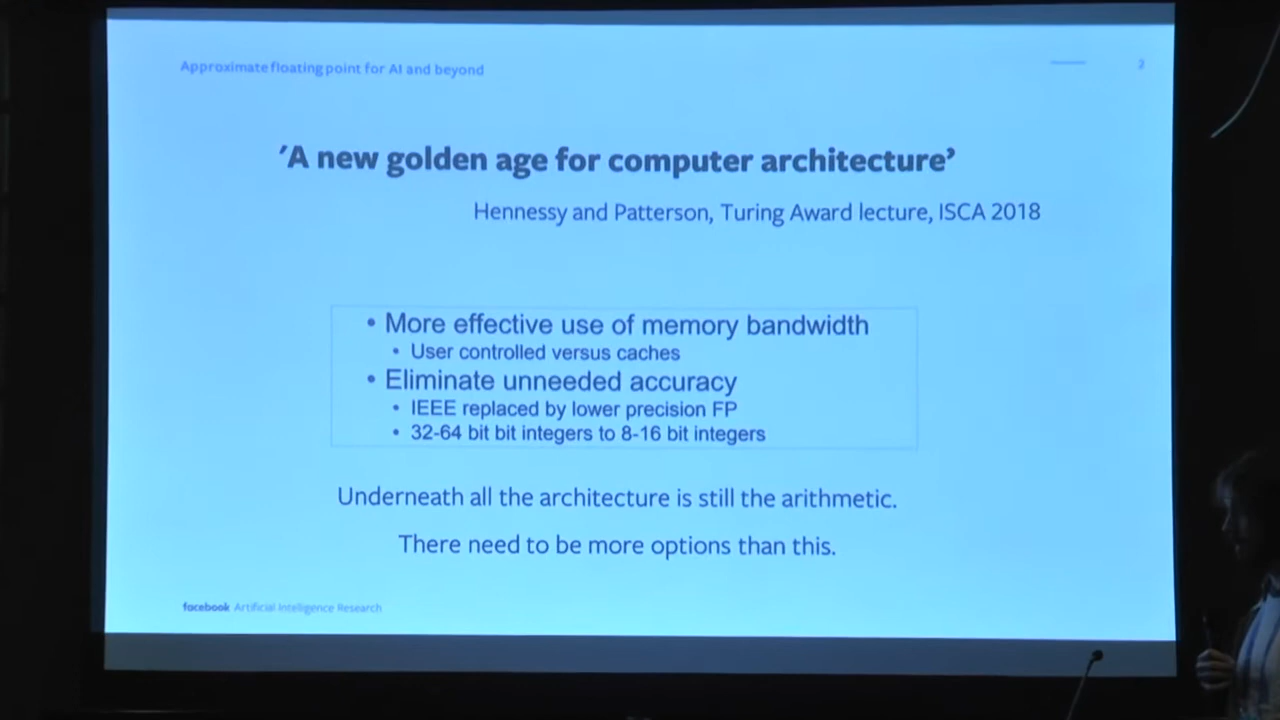 Approximate floating point for AI and beyond
2
'A new golden age for computer architecture’
Hennessy and Patterson, Turing Award lecture, ISCA 2018
• More effective use of memory bandwidth
• User controlled versus caches
• Eliminate unneeded accuracy
• IEEE replaced by lower precision FP
• 32-64 bit bit integers to 8-16 bit integers
Underneath all the architecture is still the arithmetic.
There need to be more options than this.
facebook Artificial Intelligence Research